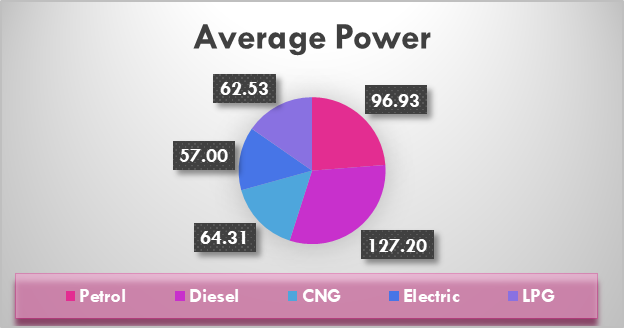 Average Power
62.53
96.93
57.00
64.31
127.20
Petrol Diesel CNG Electric LPG